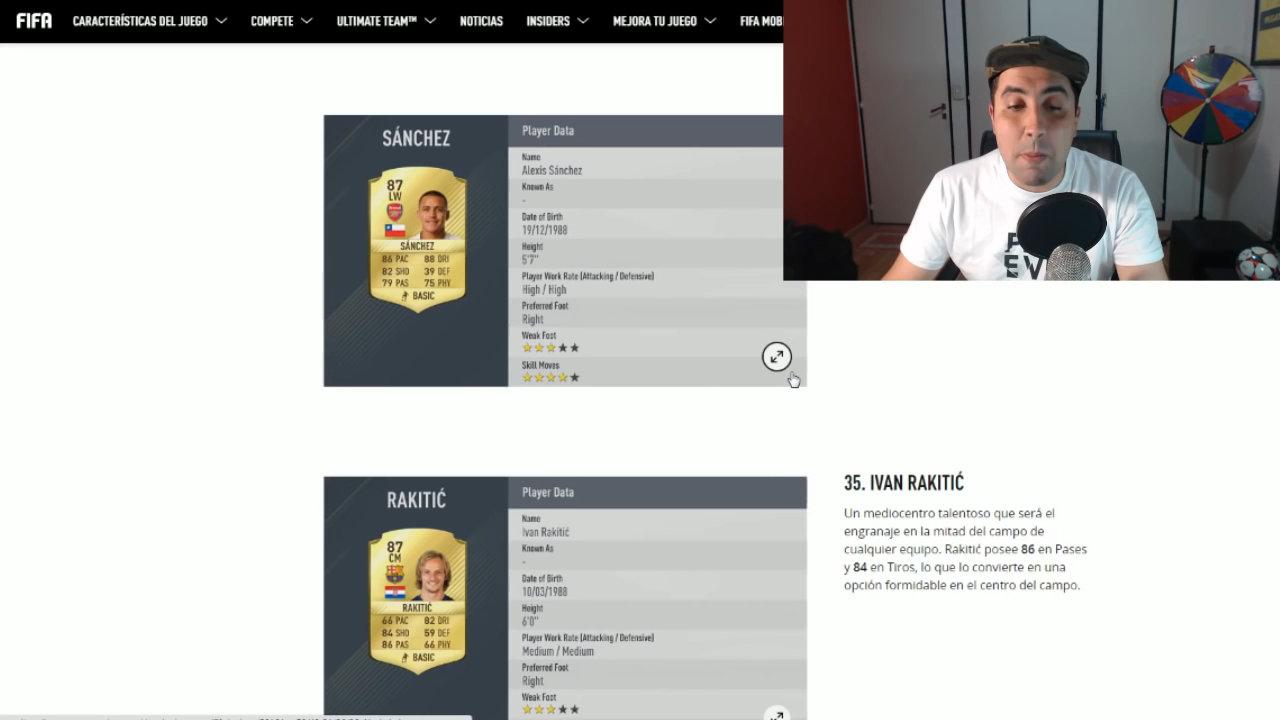 FIFA CARACTERÍSTICAS DEL JUEGO COMPETE ULTIMATE TEAM™ NOTICIAS INSIDERS MEJORA TU JUEGO FIFA MOBI
SÁNCHEZ
87
LW
SÁNCHEZ
86 PAC 88 DRI
82 SHO 39 DEF
79 PAS 75 PHY
BASIC
Player Data
Name
Alexis Sánchez
Known As
-
Date of Birth
19/12/1988
Height
5'7"
Player Work Rate (Attacking / Defensive)
High / High
Preferred Foot
Right
Weak Foot
Skill Moves
RAKITIĆ
87
CM
RAKITIĆ
66 PAC 82 DRI
84 SHO 59 DEF
86 PAS 66 PHY
BASIC
Player Data
Name
Ivan Rakitić
Known As
-
Date of Birth
10/03/1988
Height
6'0"
Player Work Rate (Attacking / Defensive)
Medium / Medium
Preferred Foot
Right
Weak Foot
35. IVAN RAKITIĆ
Un mediocentro talentoso que será el
engranaje en la mitad del campo de
cualquier equipo. Rakitić posee 86 en Pases
y 84 en Tiros, lo que lo convierte en una
opción formidable en el centro del campo.